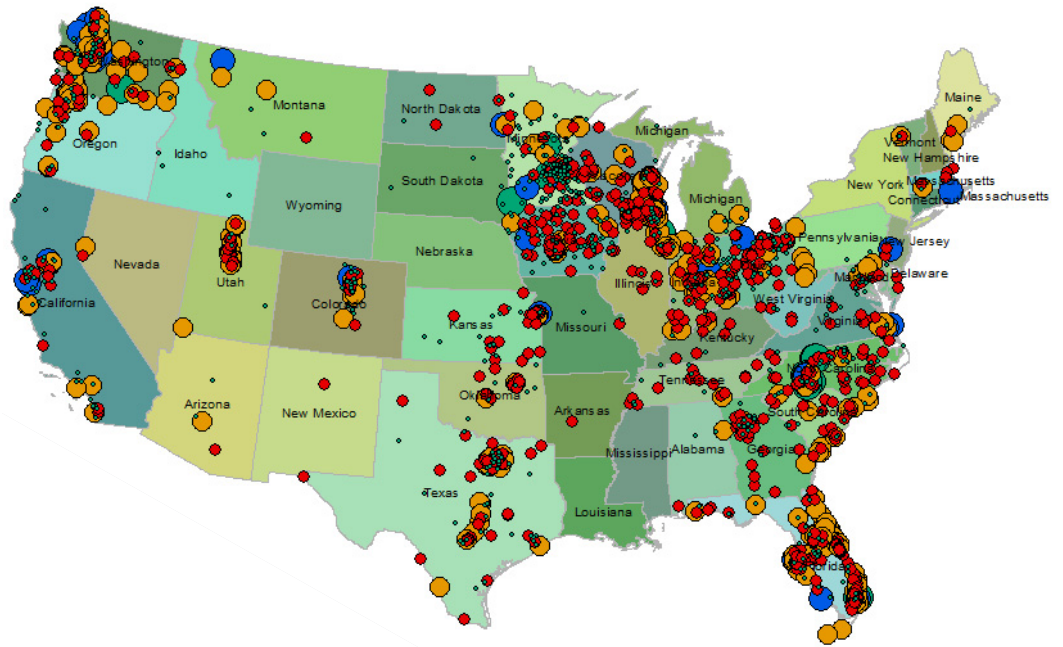 Washington
Montana
North Dakota
Minnesota
Michigan
Maine
Oregon
Idaho
Vermont
New Hampshire
South Dakota
Wisconsin
Massachusetts
Massachusetts
New York
Connecticut
Wyoming
Michigan
Nebraska
Pennsylvania
New Jersey
Nevada
Utah
Illinois
Indiana
Maryland
Delaware
California
Colorado
West Virginia
Kansas
Missouri
Virginia
Kentucky
North Carolina
Tennessee
Oklahoma
Arizona
New Mexico
Arkansas
South Carolina
Mississippi
Alabama
Georgia
Texas
Louisiana
Florida